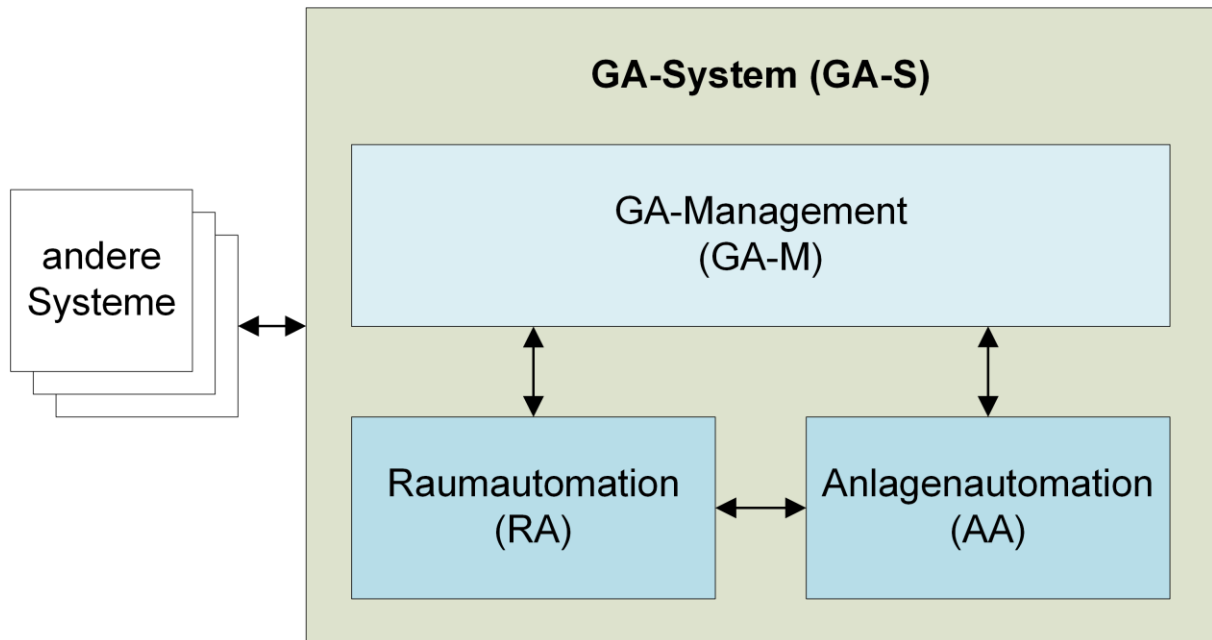 GA-System (GA-S)
GA-Management
(GA-M)
andere
Systeme
Raumautomation
(RA)
Anlagenautomation
(AA)